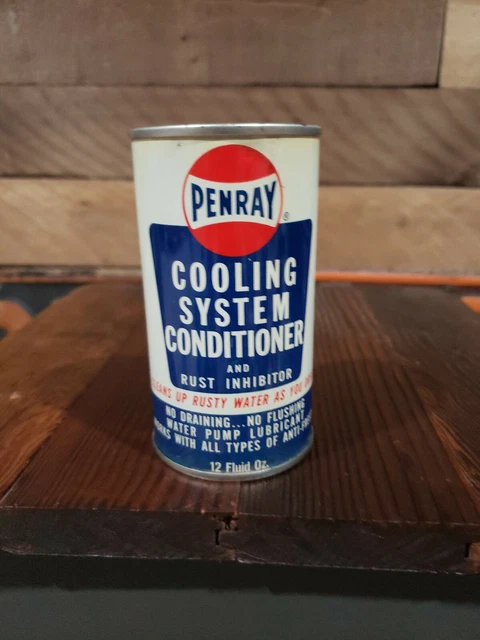 PENRAY
®
COOLING
SYSTEM
CONDITIONER
AND
RUST INHIBITOR
UP RUSTY WATER AS YOU
NO DRAINING...NO FLUSHING
WATER PUMP LUBRICANT
WITH ALL TYPES OF
12 Fluid Oz.